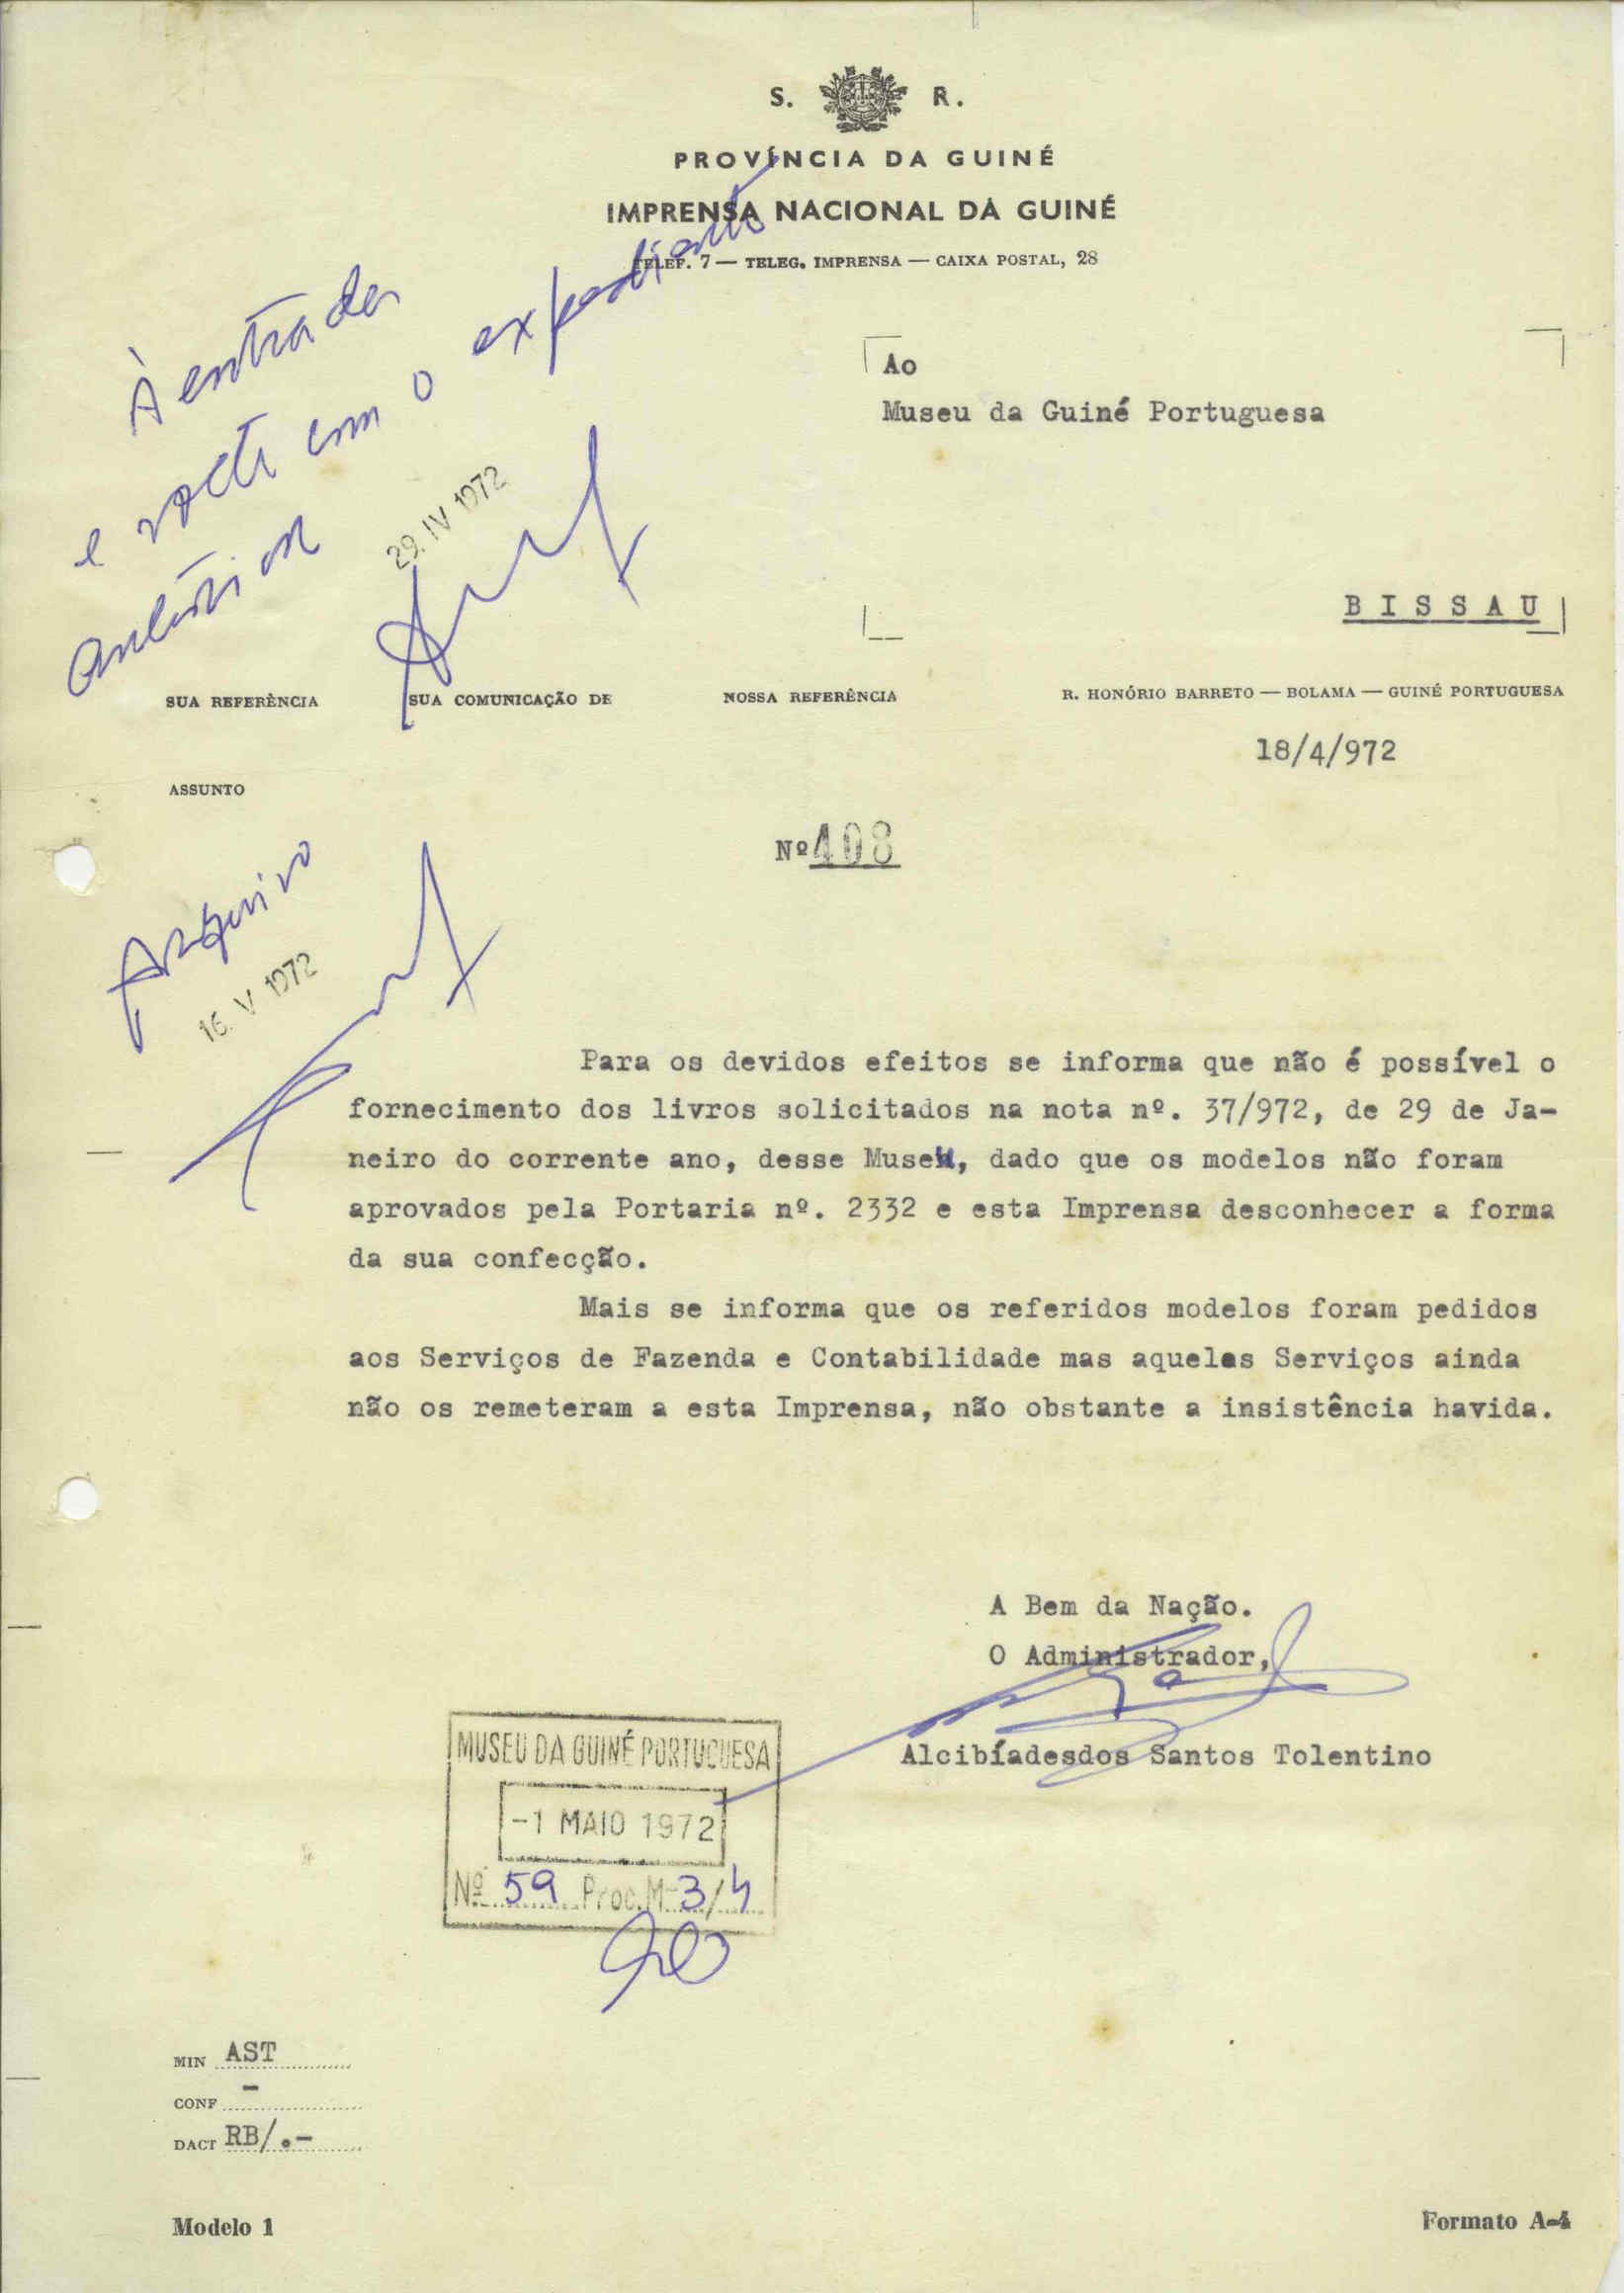 S. R.
PROVÍNCIA DA GUINÉ
IMPRENSA NACIONAL DA GUINÉ
TELEF. 7 — TELEG. IMPRENSA — CAIXA POSTAL, 28
À entrada
e volte com o expediente
anterior
29. IV 1972
Ao
Museu da Guiné Portuguesa
BISSAU
SUA REFERÊNCIA SUA COMUNICAÇÃO DE NOSSA REFERÊNCIA R. HONÓRIO BARRETO — BOLAMA — GUINÉ PORTUGUESA
18/4/972
ASSUNTO
Nº 408
Arquivo
16. V 1972
Para os devidos efeitos se informa que não é possível o
fornecimento dos livros solicitados na nota nº. 37/972, de 29 de Ja-
neiro do corrente ano, desse Museu, dado que os modelos não foram
aprovados pela Portaria nº. 2332 e esta Imprensa desconhecer a forma
da sua confecção.
Mais se informa que os referidos modelos foram pedidos
aos Serviços de Fazenda e Contabilidade mas aqueles Serviços ainda
não os remeteram a esta Imprensa, não obstante a insistência havida.
A Bem da Nação.
O Administrador,
Alcibíadesdos Santos Tolentino
MUSEU DA GUINÉ PORTUGUESA
-1 MAIO 1972
Nº 59 Proc. M-3/4
MIN AST
CONF -
DACT RB/.-
Modelo 1 Formato A-4